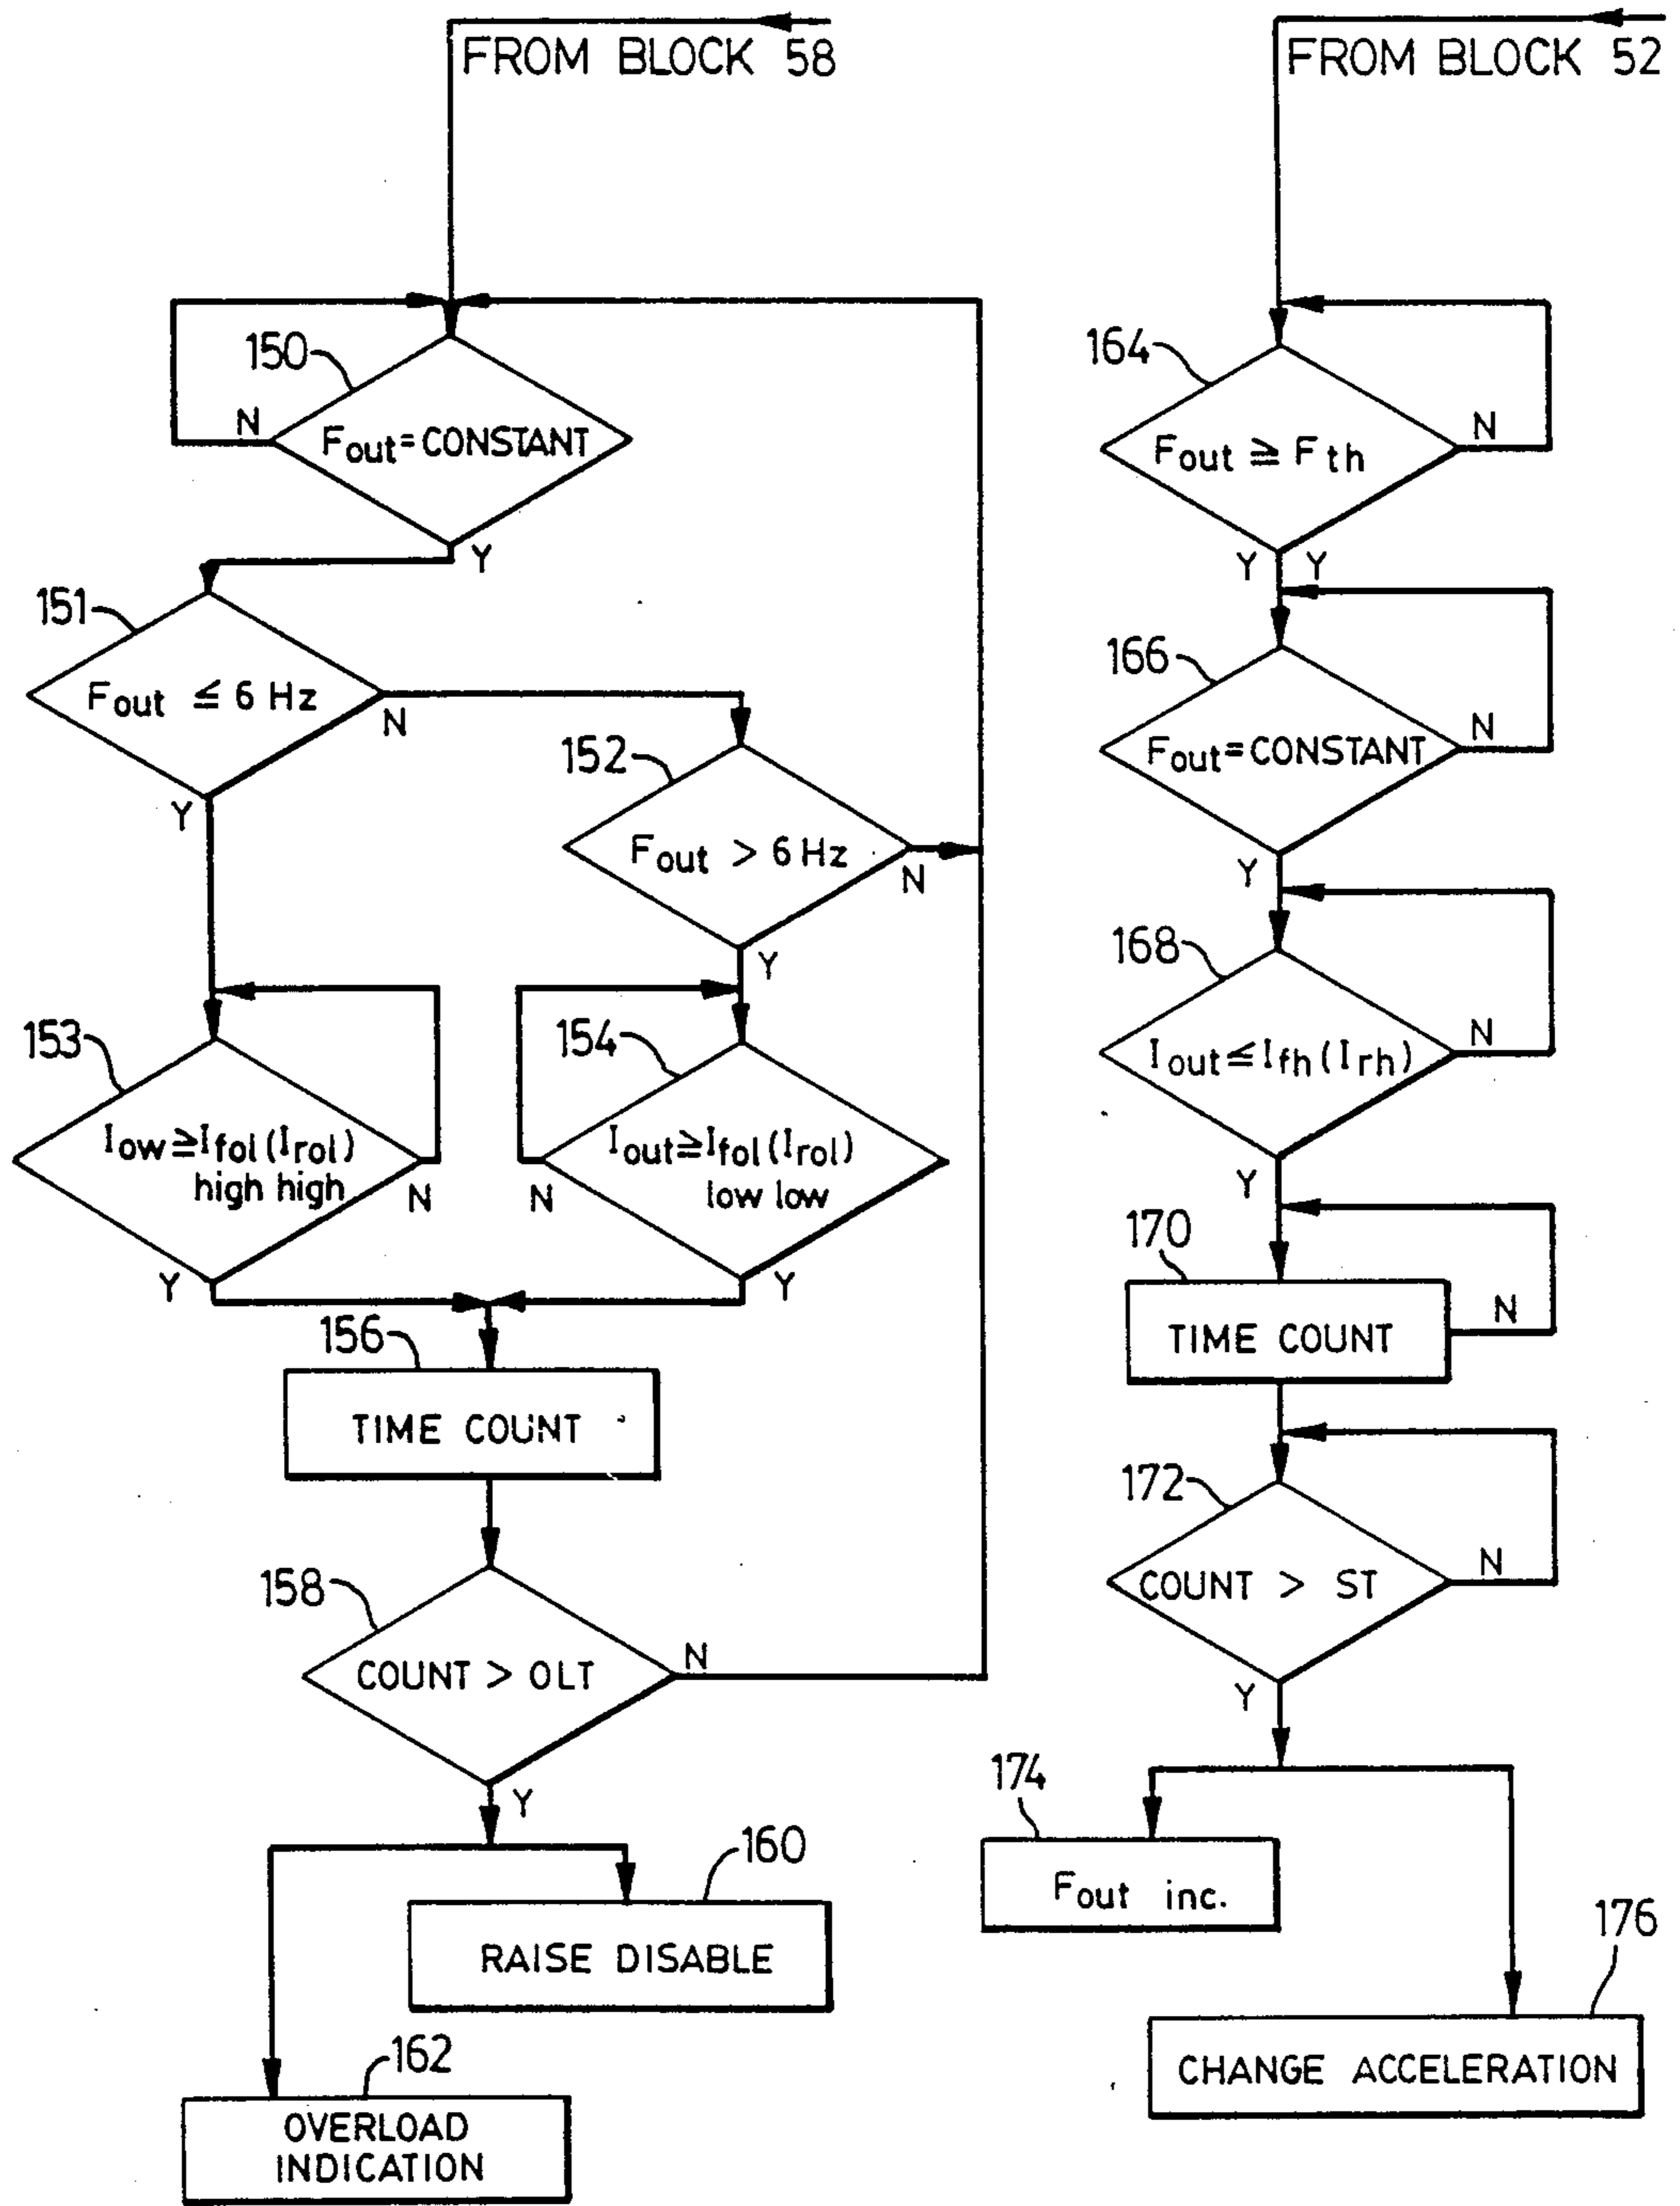 FROM BLOCK 58
150
N
Fout = CONSTANT
Y
151
Fout ≦ 6 Hz
N
Y
152
Fout > 6 Hz
N
Y
153
Iow ≧ Ifol (Irol)
high high
N
Y
154
Iout ≧ Ifol (Irol)
low low
N
Y
156
TIME COUNT
158
COUNT > OLT
N
Y
160
RAISE DISABLE
162
OVERLOAD
INDICATION
FROM BLOCK 52
164
Fout ≧ Fth
N
Y Y
166
Fout = CONSTANT
N
Y
168
Iout ≦ Ifh (Irh)
N
Y
170
TIME COUNT
N
172
COUNT > ST
N
Y
174
Fout inc.
176
CHANGE ACCELERATION